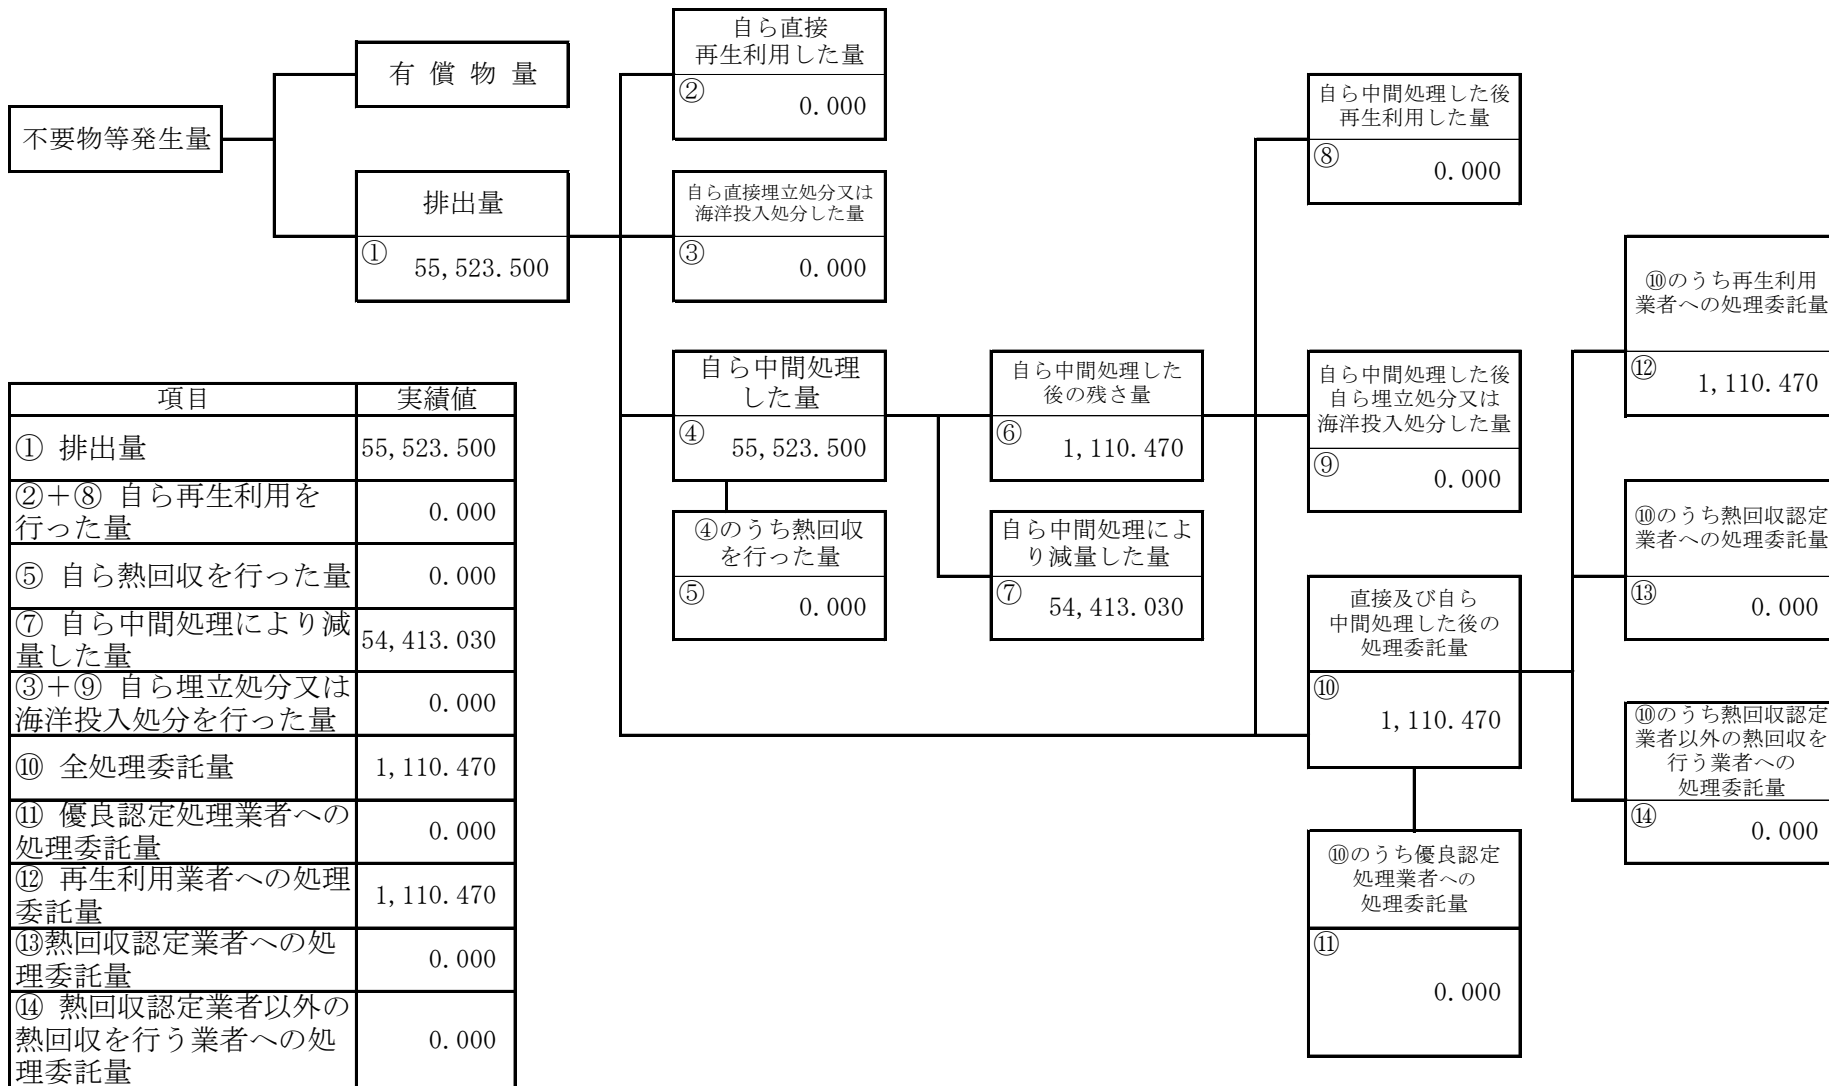 不要物等発生量
有 償 物 量
排出量
①
55,523.500
自ら直接
再生利用した量
②
0.000
自ら直接埋立処分又は
海洋投入処分した量
③
0.000
自ら中間処理
した量
④
55,523.500
④のうち熱回収
を行った量
⑤
0.000
自ら中間処理した
後の残さ量
⑥
1,110.470
自ら中間処理によ
り減量した量
⑦
54,413.030
自ら中間処理した後
再生利用した量
⑧
0.000
自ら中間処理した後
自ら埋立処分又は
海洋投入処分した量
⑨
0.000
直接及び自ら
中間処理した後の
処理委託量
⑩
1,110.470
⑩のうち優良認定
処理業者への
処理委託量
⑪
0.000
⑩のうち再生利用
業者への処理委託量
⑫
1,110.470
⑩のうち熱回収認定
業者への処理委託量
⑬
0.000
⑩のうち熱回収認定
業者以外の熱回収を
行う業者への
処理委託量
⑭
0.000
項目 実績値
① 排出量 55,523.500
②＋⑧ 自ら再生利用を
行った量
0.000
⑤ 自ら熱回収を行った量 0.000
⑦ 自ら中間処理により減
量した量
54,413.030
③＋⑨ 自ら埋立処分又は
海洋投入処分を行った量
0.000
⑩ 全処理委託量 1,110.470
⑪ 優良認定処理業者への
処理委託量
0.000
⑫ 再生利用業者への処理
委託量
1,110.470
⑬熱回収認定業者への処
理委託量
0.000
⑭ 熱回収認定業者以外の
熱回収を行う業者への処
理委託量
0.000